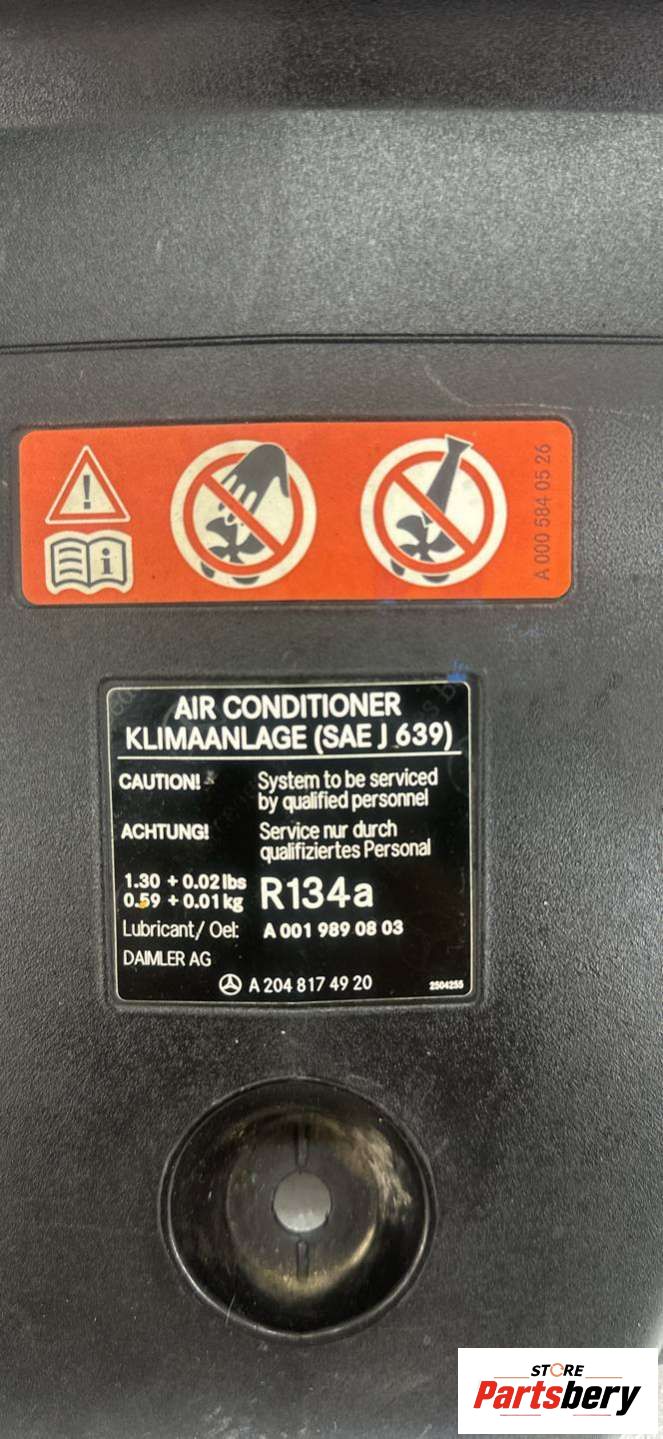 A 000 584 05 26
AIR CONDITIONER
KLIMAANLAGE (SAE J 639)
CAUTION! System to be serviced
by qualified personnel
ACHTUNG! Service nur durch
qualifiziertes Personal
1.30 + 0.02 lbs R134a
0.59 + 0.01 kg
Lubricant/ Oel: A 001 989 08 03
DAIMLER AG
A 204 817 49 20 2504255
STORE
Partsbery